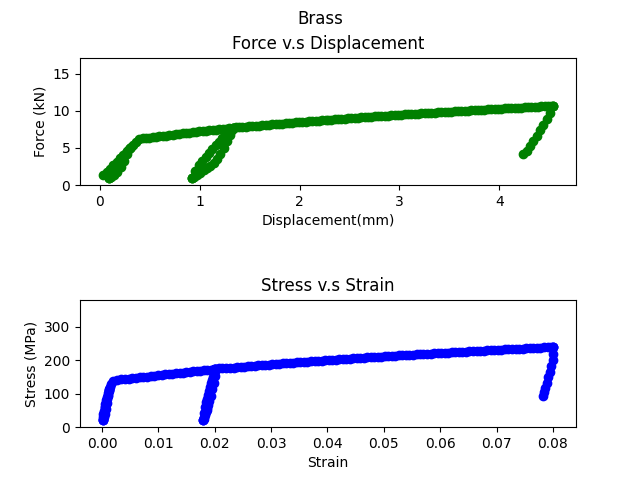 Brass
Force v.s Displacement
15
10
5
0
Force (kN)
0 1 2 3 4
Displacement(mm)
Stress v.s Strain
300
200
100
0
Stress (MPa)
0.00 0.01 0.02 0.03 0.04 0.05 0.06 0.07 0.08
Strain